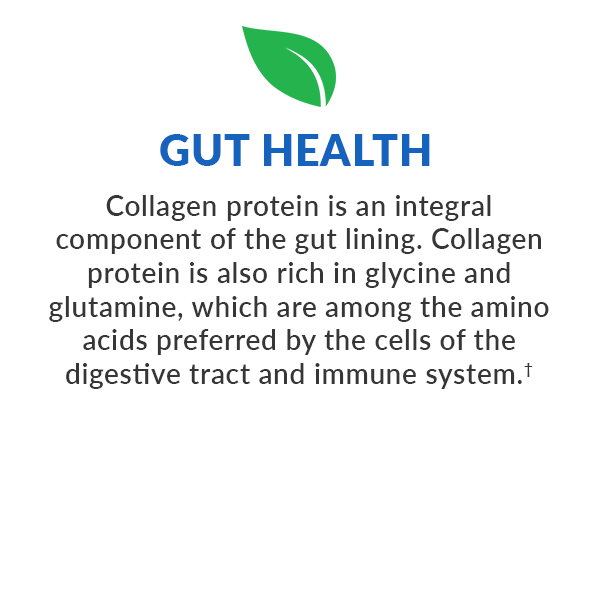 GUT HEALTH
Collagen protein is an integral
component of the gut lining. Collagen
protein is also rich in glycine and
glutamine, which are among the amino
acids preferred by the cells of the
digestive tract and immune system.†